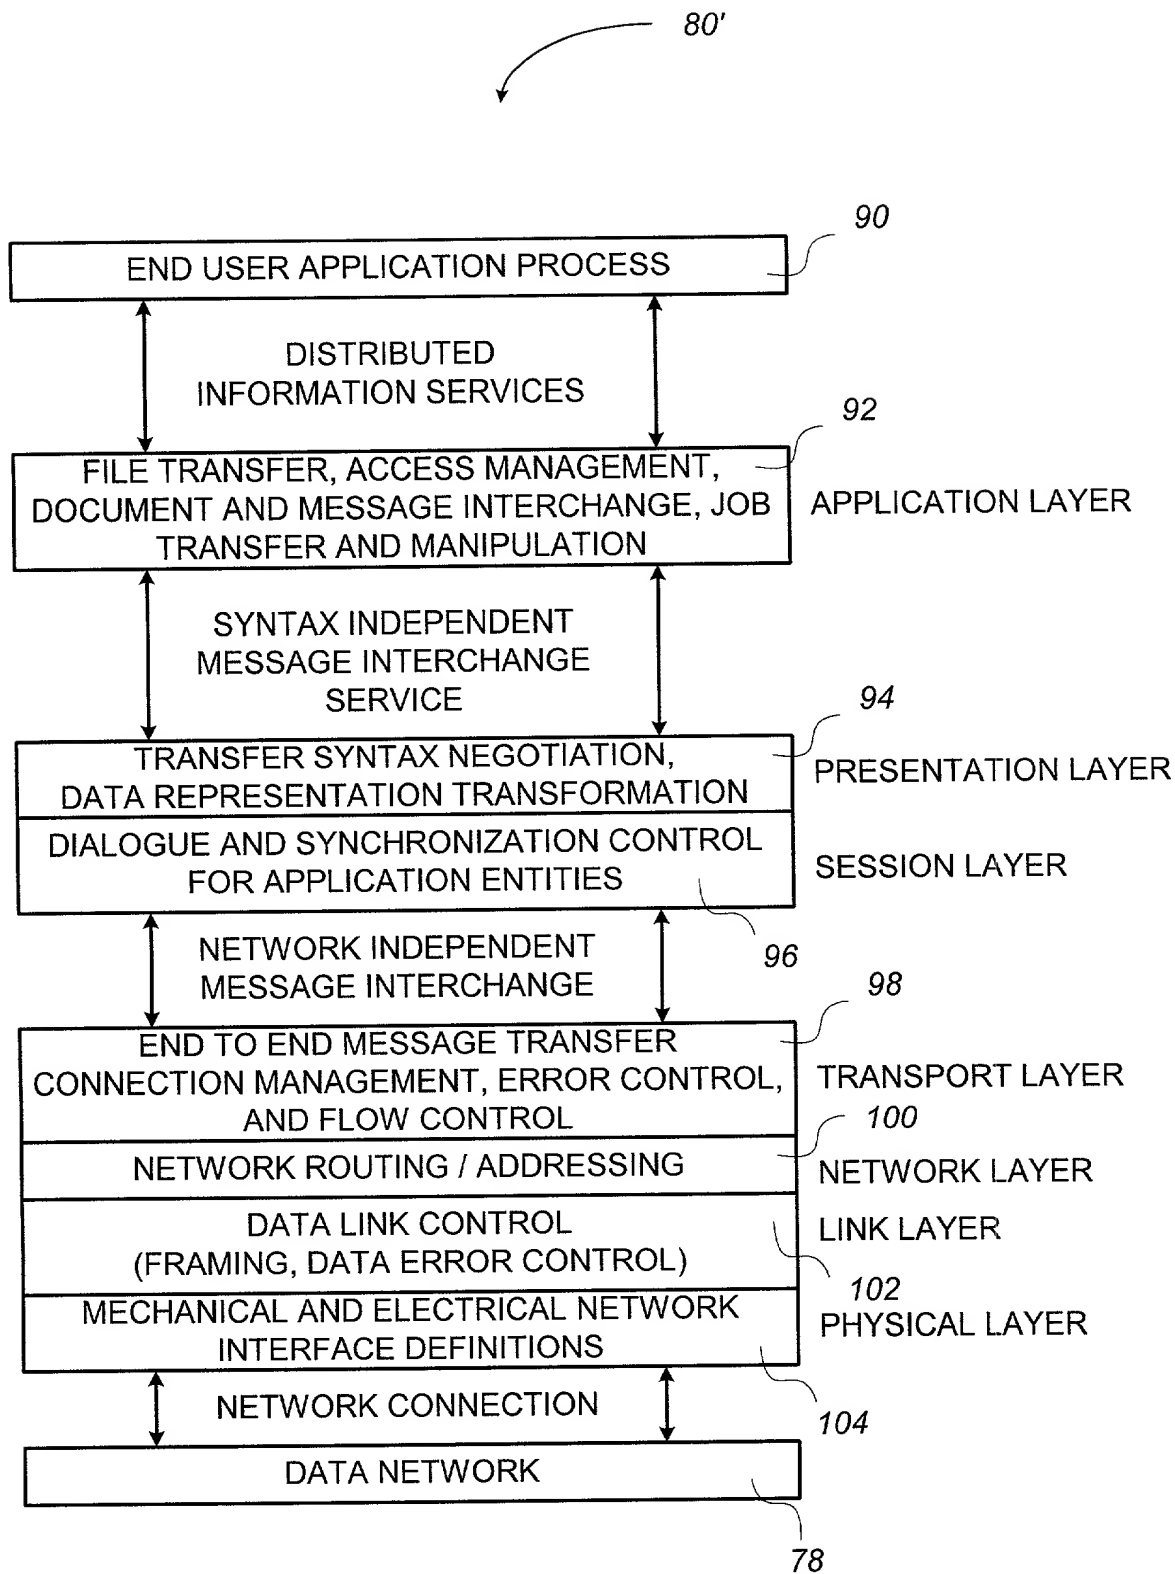 80'
90
END USER APPLICATION PROCESS
DISTRIBUTED
INFORMATION SERVICES
92
FILE TRANSFER, ACCESS MANAGEMENT,
DOCUMENT AND MESSAGE INTERCHANGE, JOB
TRANSFER AND MANIPULATION
APPLICATION LAYER
SYNTAX INDEPENDENT
MESSAGE INTERCHANGE
SERVICE
94
TRANSFER SYNTAX NEGOTIATION,
DATA REPRESENTATION TRANSFORMATION
PRESENTATION LAYER
DIALOGUE AND SYNCHRONIZATION CONTROL
FOR APPLICATION ENTITIES
SESSION LAYER
96
NETWORK INDEPENDENT
MESSAGE INTERCHANGE
98
END TO END MESSAGE TRANSFER
CONNECTION MANAGEMENT, ERROR CONTROL,
AND FLOW CONTROL
TRANSPORT LAYER
100
NETWORK ROUTING / ADDRESSING
NETWORK LAYER
DATA LINK CONTROL
(FRAMING, DATA ERROR CONTROL)
LINK LAYER
102
MECHANICAL AND ELECTRICAL NETWORK
INTERFACE DEFINITIONS
PHYSICAL LAYER
104
NETWORK CONNECTION
DATA NETWORK
78